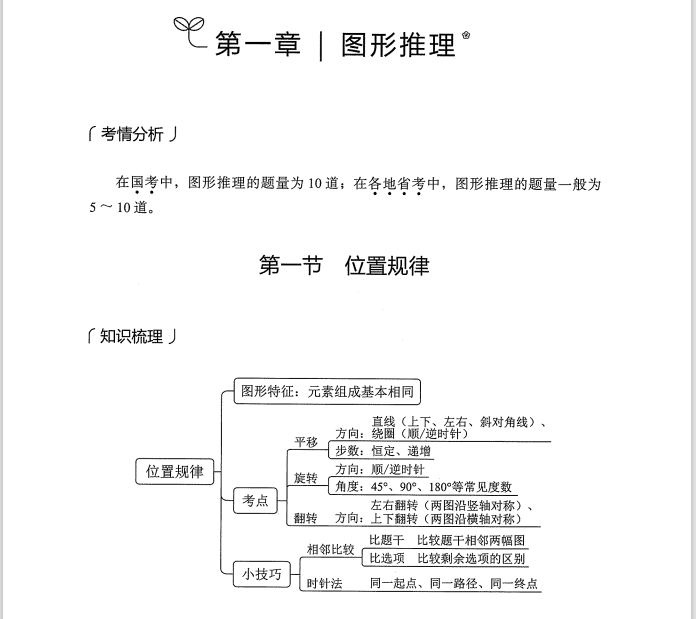 第一章 | 图形推理
考情分析
在国考中，图形推理的题量为 10 道；在各地省考中，图形推理的题量一般为
5 ～ 10 道。
第一节 位置规律
知识梳理
图形特征：元素组成基本相同
直线（上下、左右、斜对角线）、
平移 方向：绕圈（顺/逆时针）
步数：恒定、递增
位置规律
方向：顺/逆时针
旋转
角度：45°、90°、180°等常见度数
考点
左右翻转（两图沿竖轴对称）、
翻转 方向：上下翻转（两图沿横轴对称）
比题干 比较题干相邻两幅图
相邻比较
比选项 比较剩余选项的区别
小技巧
时针法 同一起点、同一路径、同一终点